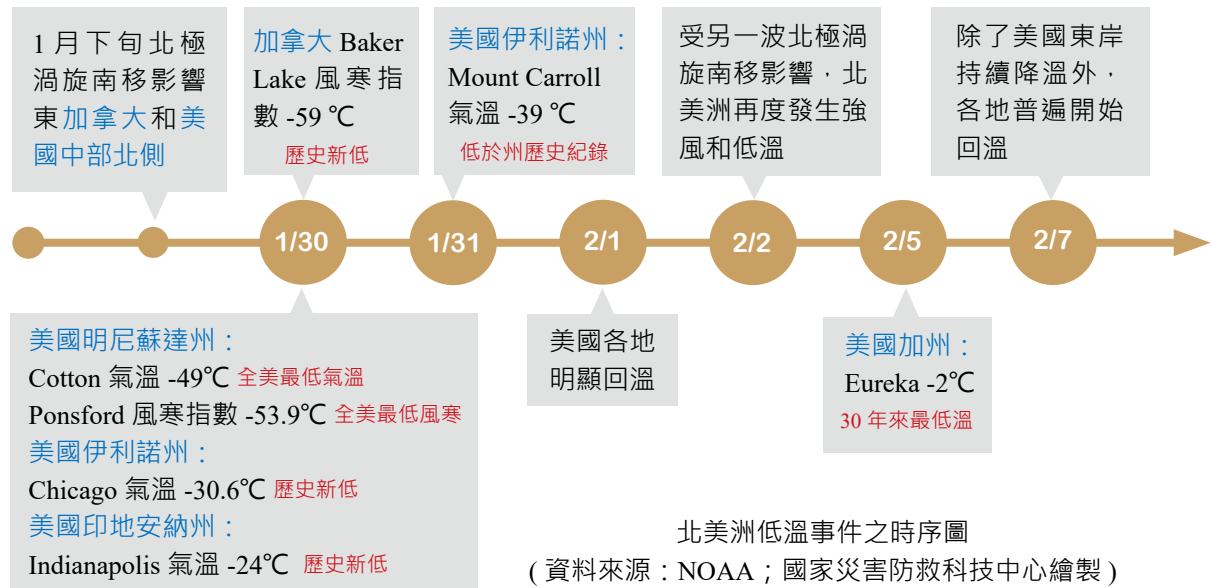 1 月下旬北極
渦旋南移影響
東加拿大和美
國中部北側
加拿大 Baker
Lake 風寒指
數 -59 ℃
歷史新低
美國伊利諾州：
Mount Carroll
氣溫 -39 ℃
低於州歷史紀錄
受另一波北極渦
旋南移影響，北
美洲再度發生強
風和低溫
除了美國東岸
持續降溫外，
各地普遍開始
回溫
1/30
1/31
2/1
2/2
2/5
2/7
美國明尼蘇達州：
Cotton 氣溫 -49℃ 全美最低氣溫
Ponsford 風寒指數 -53.9℃ 全美最低風寒
美國伊利諾州：
Chicago 氣溫 -30.6℃ 歷史新低
美國印地安納州：
Indianapolis 氣溫 -24℃ 歷史新低
美國各地
明顯回溫
美國加州：
Eureka -2℃
30 年來最低溫
北美洲低溫事件之時序圖
( 資料來源：NOAA；國家災害防救科技中心繪製 )